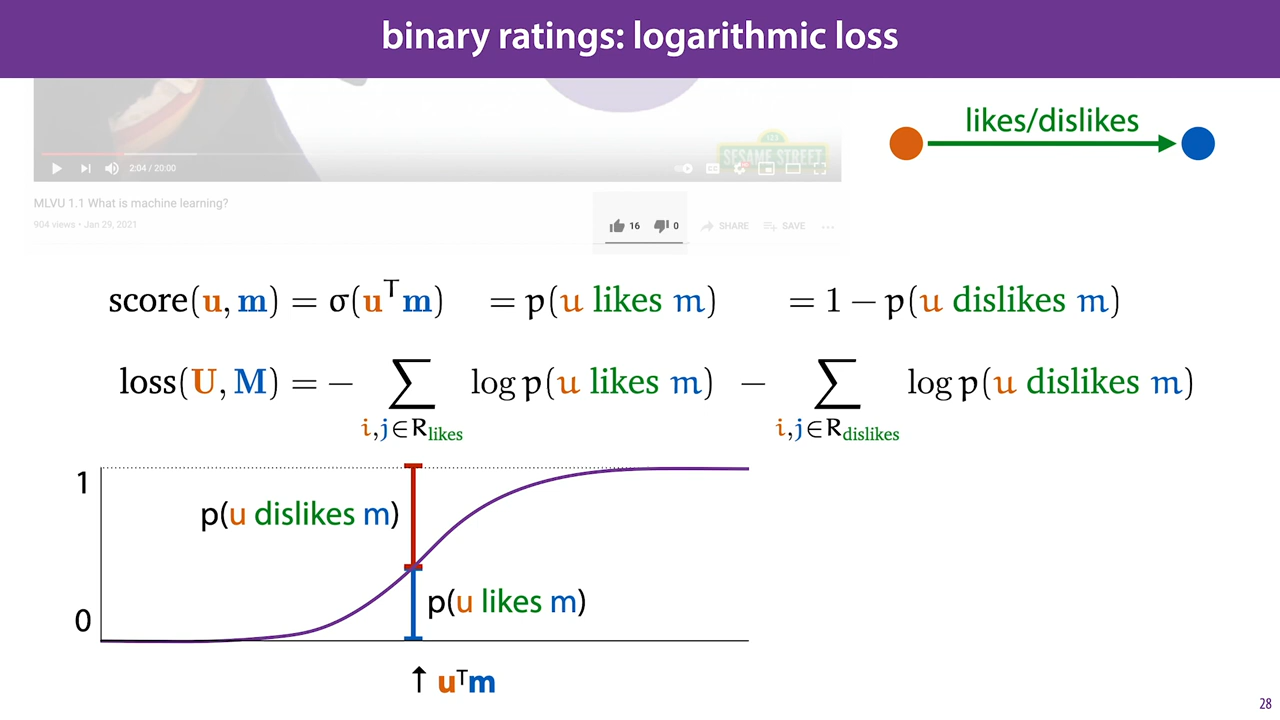 binary ratings: logarithmic loss
likes/dislikes
123
SESAME STREET
2:04 / 20:00
CC
MLVU 1.1 What is machine learning?
904 views • Jan 29, 2021
16
0
SHARE
SAVE
score(u, m) = σ(uᵀm) = p(u likes m) = 1 − p(u dislikes m)
loss(U, M) = − ∑ log p(u likes m) − ∑ log p(u dislikes m)
i,j∈R_likes i,j∈R_dislikes
1
p(u dislikes m)
p(u likes m)
0
↑ uᵀm
28